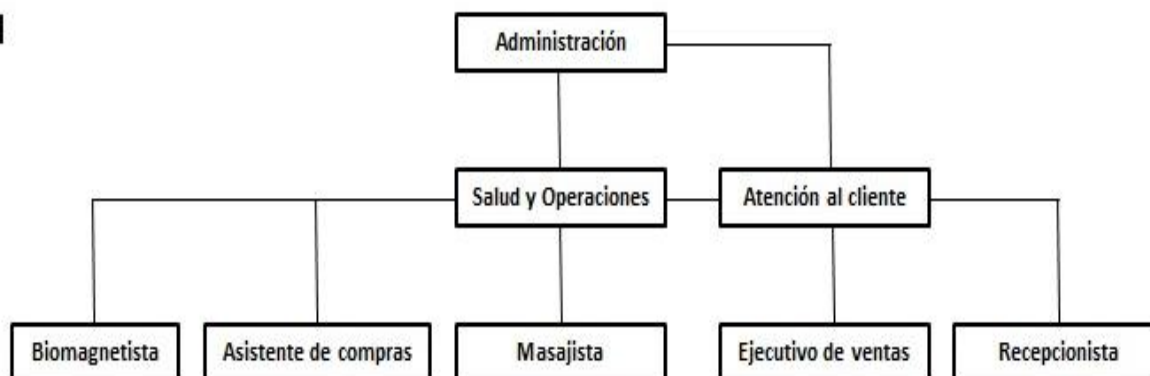 Administración
Salud y Operaciones
Atención al cliente
Biomagnetista
Asistente de compras
Masajista
Ejecutivo de ventas
Recepcionista